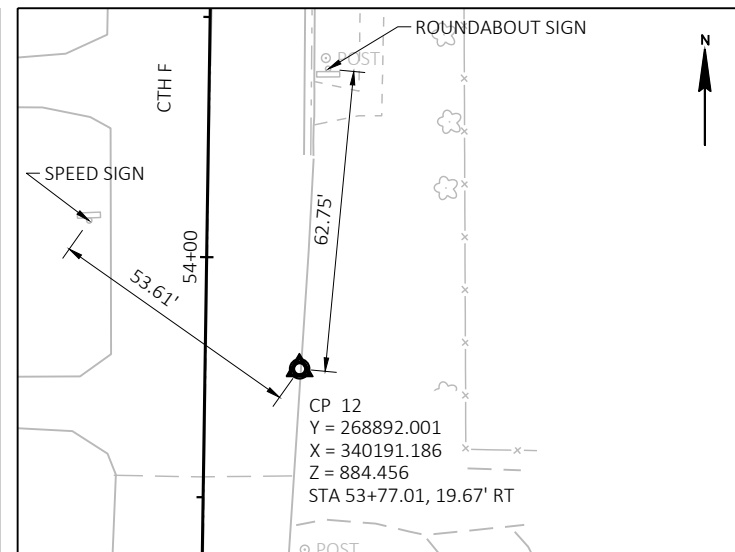 ROUNDABOUT SIGN
N
POST
CTH F
SPEED SIGN
62.75'
54+00
53.61'
CP 12
Y = 268892.001
X = 340191.186
Z = 884.456
STA 53+77.01, 19.67' RT
POST